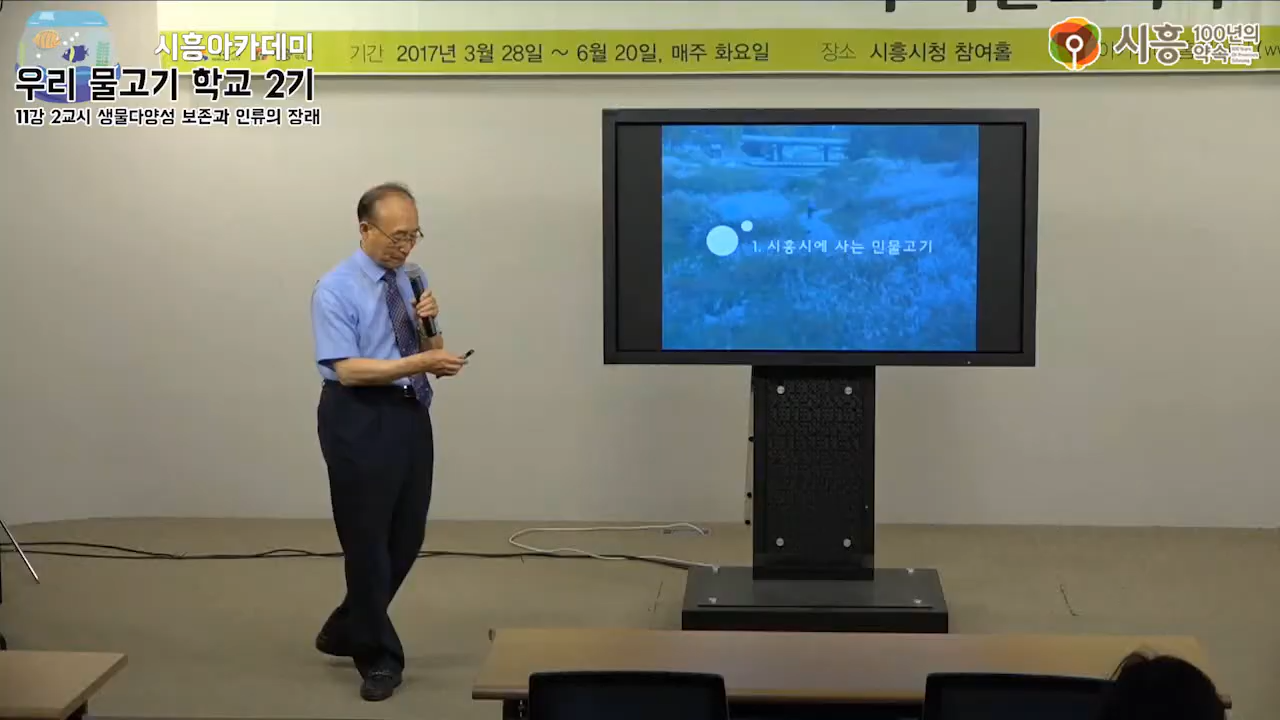 시흥아카데미
우리 물고기 학교 2기
11강 2교시 생물다양성 보존과 인류의 장래
기간 2017년 3월 28일 ~ 6월 20일, 매주 화요일 장소 시흥시청 참여홀
시흥 100년의 약속
1. 시흥시에 사는 민물고기